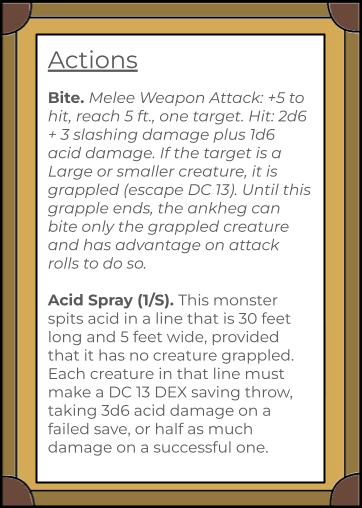 Actions
Bite. Melee Weapon Attack: +5 to
hit, reach 5 ft., one target. Hit: 2d6
+ 3 slashing damage plus 1d6
acid damage. If the target is a
Large or smaller creature, it is
grappled (escape DC 13). Until this
grapple ends, the ankheg can
bite only the grappled creature
and has advantage on attack
rolls to do so.
Acid Spray (1/S). This monster
spits acid in a line that is 30 feet
long and 5 feet wide, provided
that it has no creature grappled.
Each creature in that line must
make a DC 13 DEX saving throw,
taking 3d6 acid damage on a
failed save, or half as much
damage on a successful one.